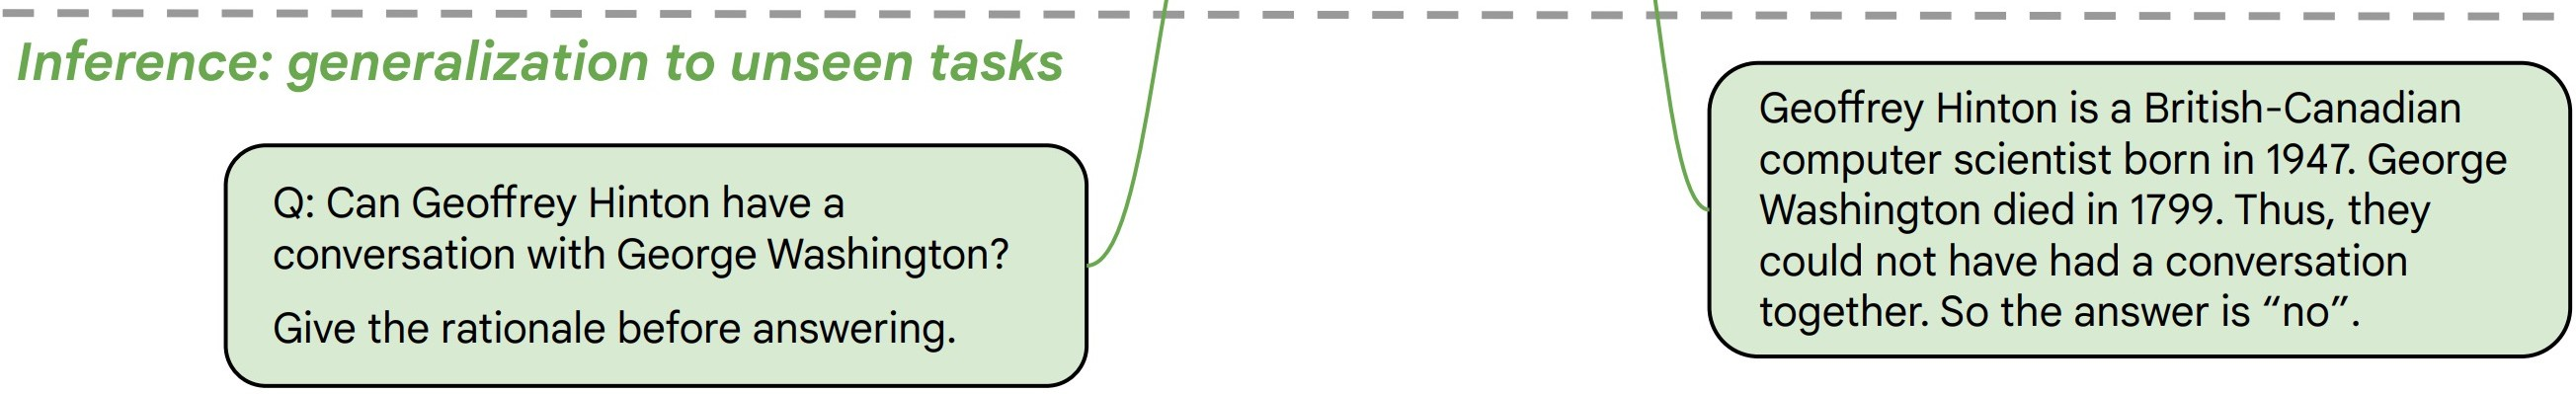 Inference: generalization to unseen tasks
Q: Can Geoffrey Hinton have a
conversation with George Washington?
Give the rationale before answering.
Geoffrey Hinton is a British-Canadian
computer scientist born in 1947. George
Washington died in 1799. Thus, they
could not have had a conversation
together. So the answer is “no”.